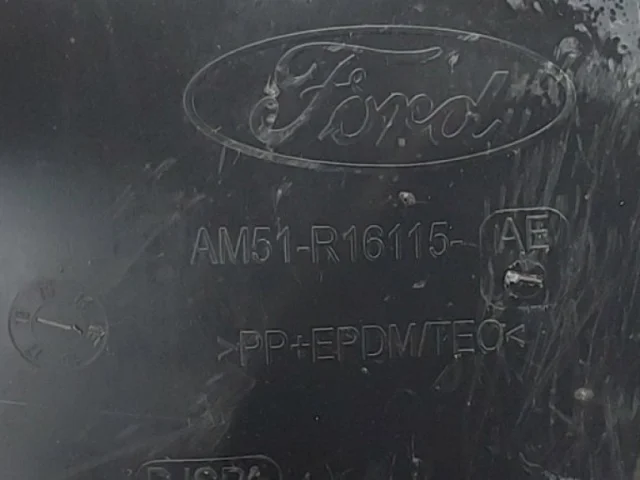 Ford
AM51-R16115- AE
>PP+EPDM/TEO<